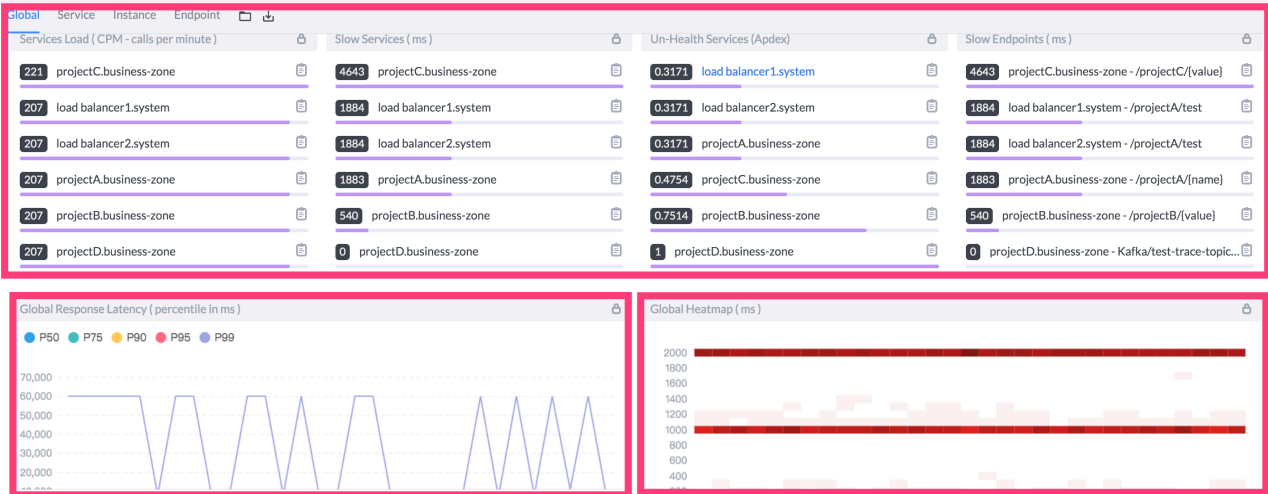 Global Service Instance Endpoint
Services Load ( CPM - calls per minute )
221 projectC.business-zone
207 load balancer1.system
207 load balancer2.system
207 projectA.business-zone
207 projectB.business-zone
207 projectD.business-zone
Slow Services ( ms )
4643 projectC.business-zone
1884 load balancer1.system
1884 load balancer2.system
1883 projectA.business-zone
540 projectB.business-zone
0 projectD.business-zone
Un-Health Services (Apdex)
0.3171 load balancer1.system
0.3171 load balancer2.system
0.3171 projectA.business-zone
0.4754 projectC.business-zone
0.7514 projectB.business-zone
1 projectD.business-zone
Slow Endpoints ( ms )
4643 projectC.business-zone - /projectC/{value}
1884 load balancer1.system - /projectA/test
1884 load balancer2.system - /projectA/test
1883 projectA.business-zone - /projectA/{name}
540 projectB.business-zone - /projectB/{value}
0 projectD.business-zone - Kafka/test-trace-topic...
Global Response Latency ( percentile in ms )
P50 P75 P90 P95 P99
70,000
60,000
50,000
40,000
30,000
20,000
Global Heatmap ( ms )
2000
1800
1600
1400
1200
1000
800
600
400